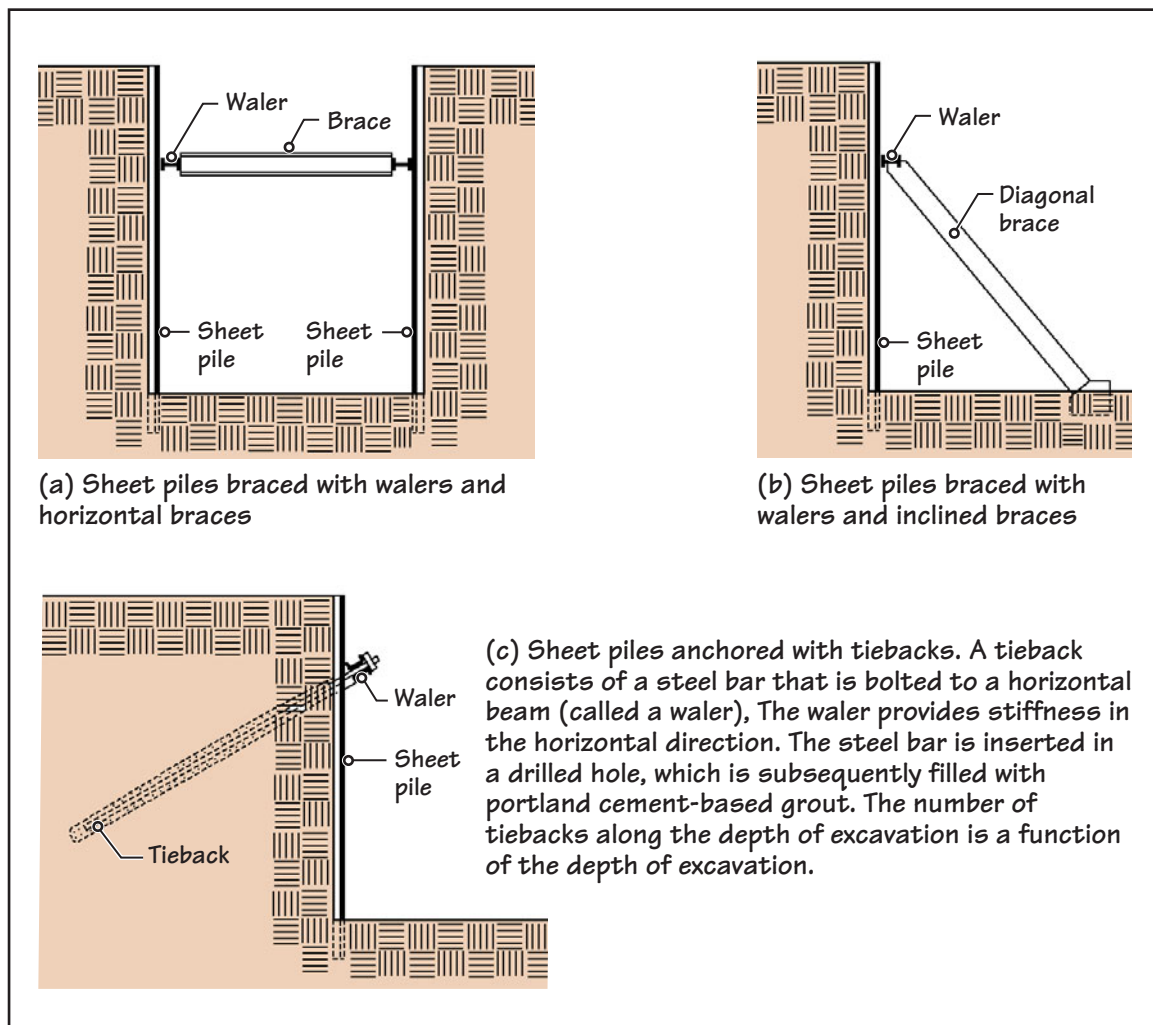 Waler
Brace
Sheet
pile
Sheet
pile
(a) Sheet piles braced with walers and
horizontal braces
Waler
Diagonal
brace
Sheet
pile
(b) Sheet piles braced with
walers and inclined braces
Waler
Sheet
pile
Tieback
(c) Sheet piles anchored with tiebacks. A tieback
consists of a steel bar that is bolted to a horizontal
beam (called a waler), The waler provides stiffness in
the horizontal direction. The steel bar is inserted in
a drilled hole, which is subsequently filled with
portland cement-based grout. The number of
tiebacks along the depth of excavation is a function
of the depth of excavation.